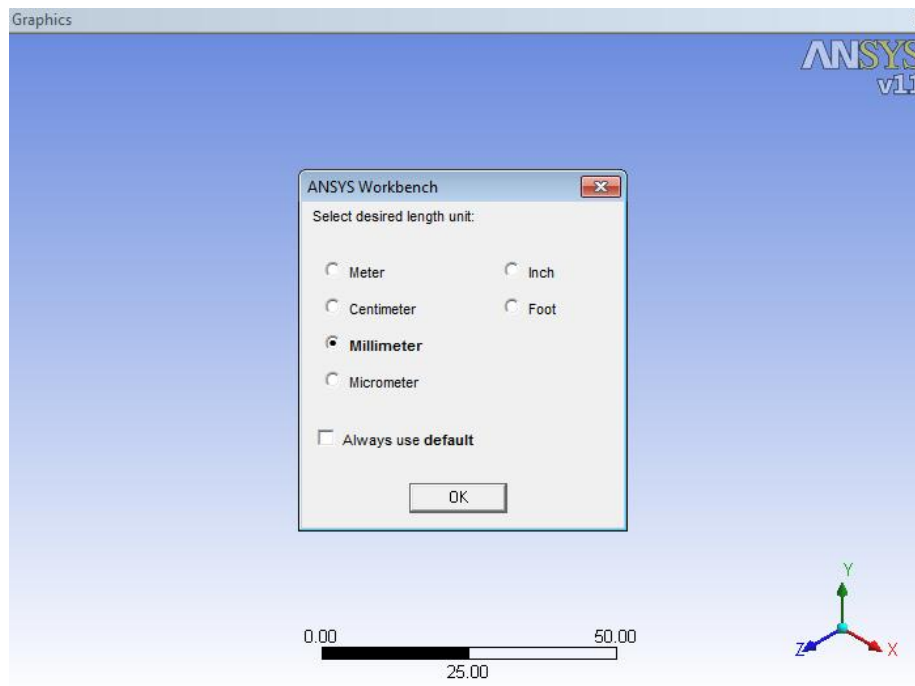 Graphics
ANSYS
v11
ANSYS Workbench
Select desired length unit:
Meter
Inch
Centimeter
Foot
Millimeter
Micrometer
Always use default
OK
0.00
50.00
25.00
Y
Z
X